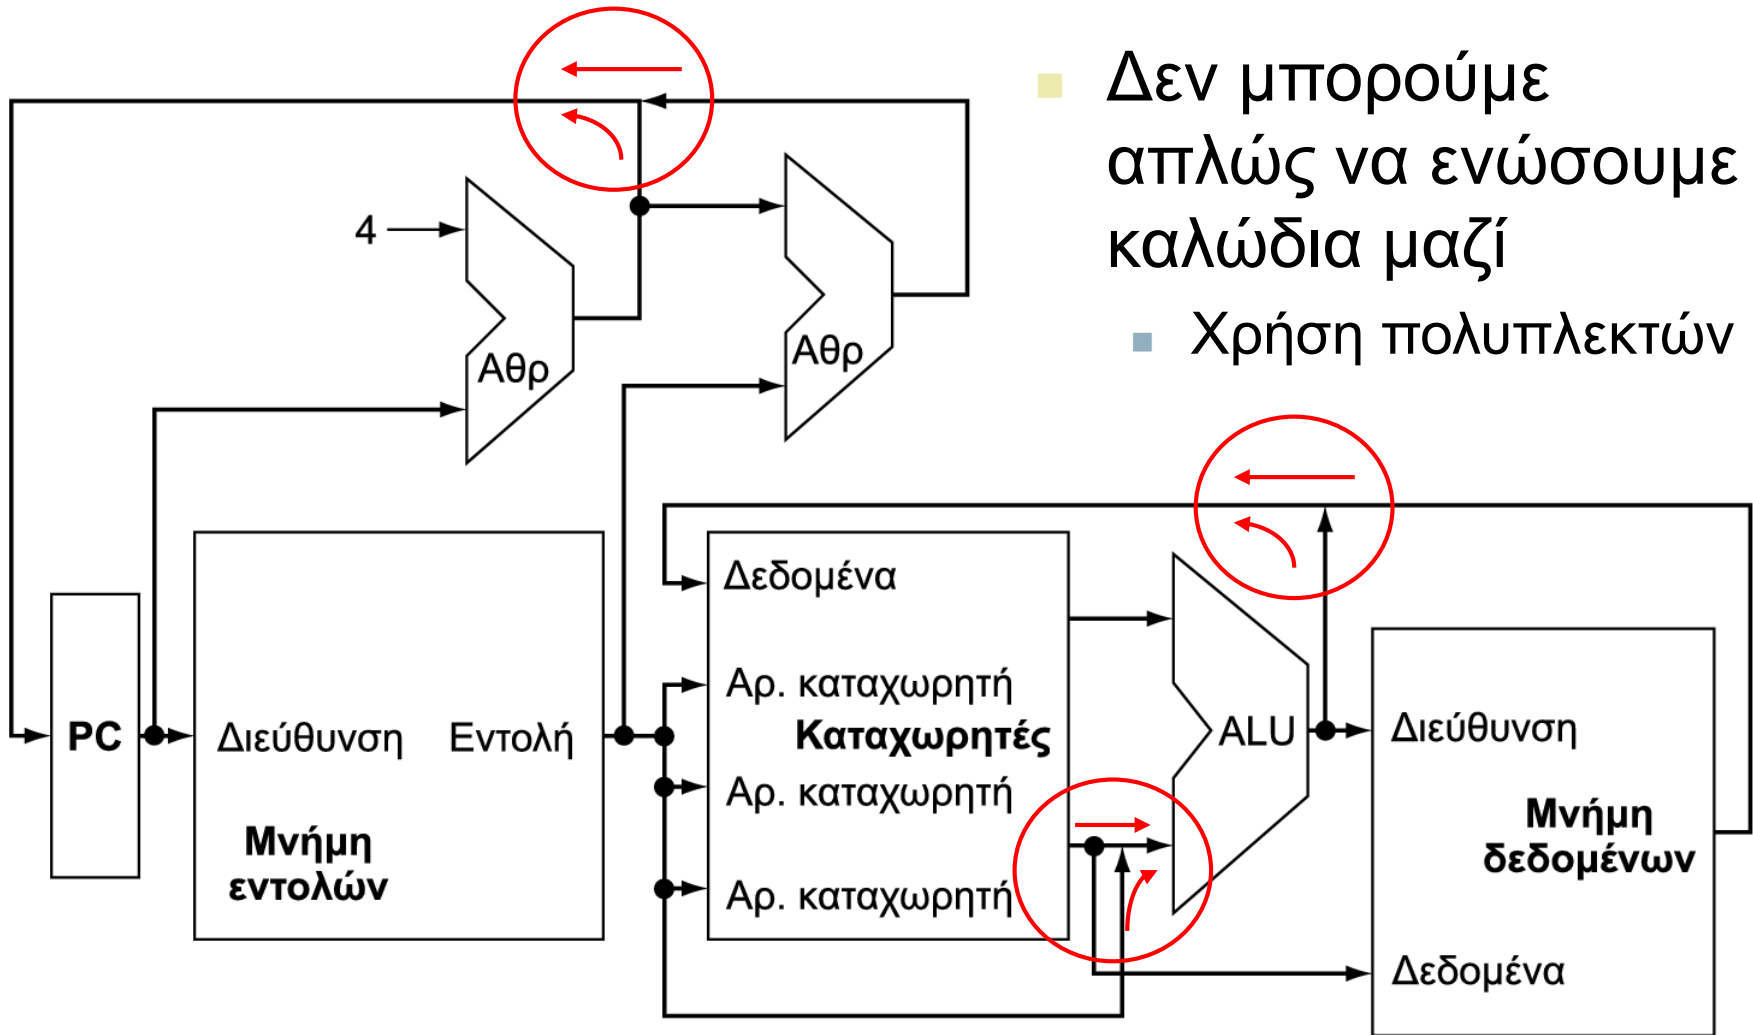 Δεν μπορούμε
απλώς να ενώσουμε
καλώδια μαζί
Χρήση πολυπλεκτών
4
Αθρ
Αθρ
PC
Διεύθυνση
Εντολή
Μνήμη
εντολών
Δεδομένα
Αρ. καταχωρητή
Καταχωρητές
Αρ. καταχωρητή
Αρ. καταχωρητή
ALU
Διεύθυνση
Μνήμη
δεδομένων
Δεδομένα